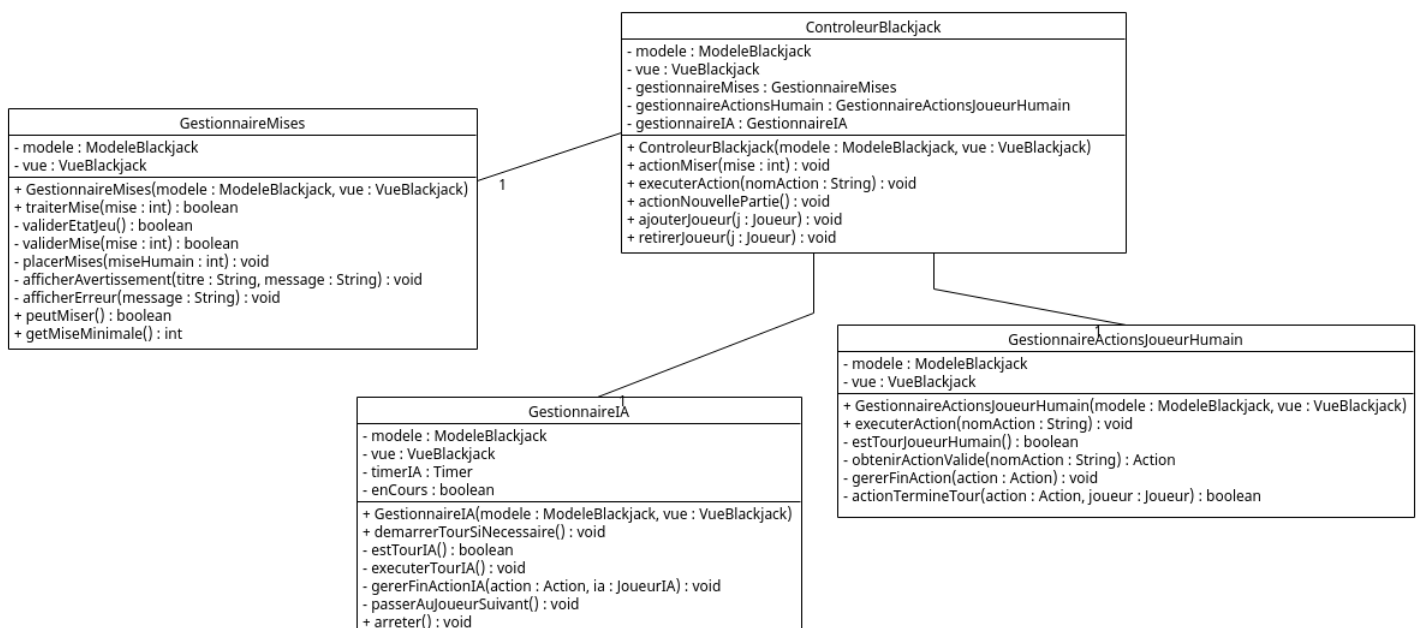 ControleurBlackjack
- modele : ModeleBlackjack
- vue : VueBlackjack
- gestionnaireMises : GestionnaireMises
- gestionnaireActionsHumain : GestionnaireActionsJoueurHumain
- gestionnaireIA : GestionnaireIA
+ ControleurBlackjack(modele : ModeleBlackjack, vue : VueBlackjack)
+ actionMiser(mise : int) : void
+ executerAction(nomAction : String) : void
+ actionNouvellePartie() : void
+ ajouterJoueur(j : Joueur) : void
+ retirerJoueur(j : Joueur) : void
GestionnaireMises
- modele : ModeleBlackjack
- vue : VueBlackjack
+ GestionnaireMises(modele : ModeleBlackjack, vue : VueBlackjack)
+ traiterMise(mise : int) : boolean
- validerEtatJeu() : boolean
- validerMise(mise : int) : boolean
- placerMises(miseHumain : int) : void
- afficherAvertissement(titre : String, message : String) : void
- afficherErreur(message : String) : void
+ peutMiser() : boolean
+ getMiseMinimale() : int
1
1
GestionnaireActionsJoueurHumain
- modele : ModeleBlackjack
- vue : VueBlackjack
+ GestionnaireActionsJoueurHumain(modele : ModeleBlackjack, vue : VueBlackjack)
+ executerAction(nomAction : String) : void
- estTourJoueurHumain() : boolean
- obtenirActionValide(nomAction : String) : Action
- gererFinAction(action : Action) : void
- actionTermineTour(action : Action, joueur : Joueur) : boolean
1
GestionnaireIA
- modele : ModeleBlackjack
- vue : VueBlackjack
- timerIA : Timer
- enCours : boolean
+ GestionnaireIA(modele : ModeleBlackjack, vue : VueBlackjack)
+ demarrerTourSiNecessaire() : void
- estTourIA() : boolean
- executerTourIA() : void
- gererFinActionIA(action : Action, ia : JoueurIA) : void
- passerAuJoueurSuivant() : void
+ arreter() : void